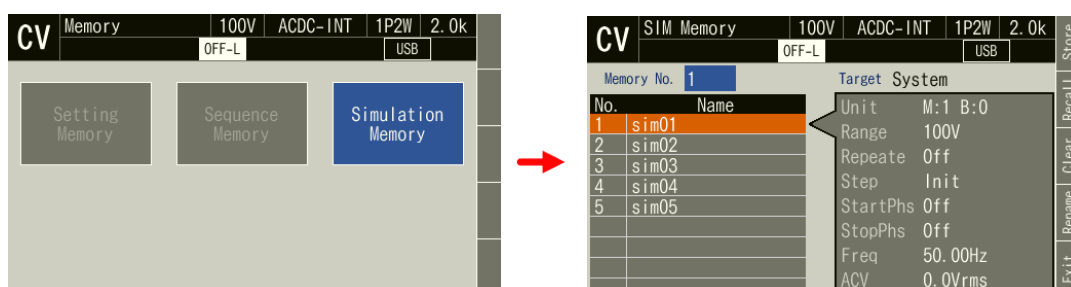 CV Memory 100V ACDC-INT 1P2W 2.0k
OFF-L USB
Setting Memory
Sequence Memory
Simulation Memory
CV SIM Memory 100V ACDC-INT 1P2W 2.0k
OFF-L USB
Memory No. 1
Target System
No. Name
1 sim01
2 sim02
3 sim03
4 sim04
5 sim05
Unit M:1 B:0
Range 100V
Repeate Off
Step Init
StartPhs Off
StopPhs Off
Freq 50.00Hz
ACV 0.0Vrms
Store
Recall
Clear
Rename
Exit